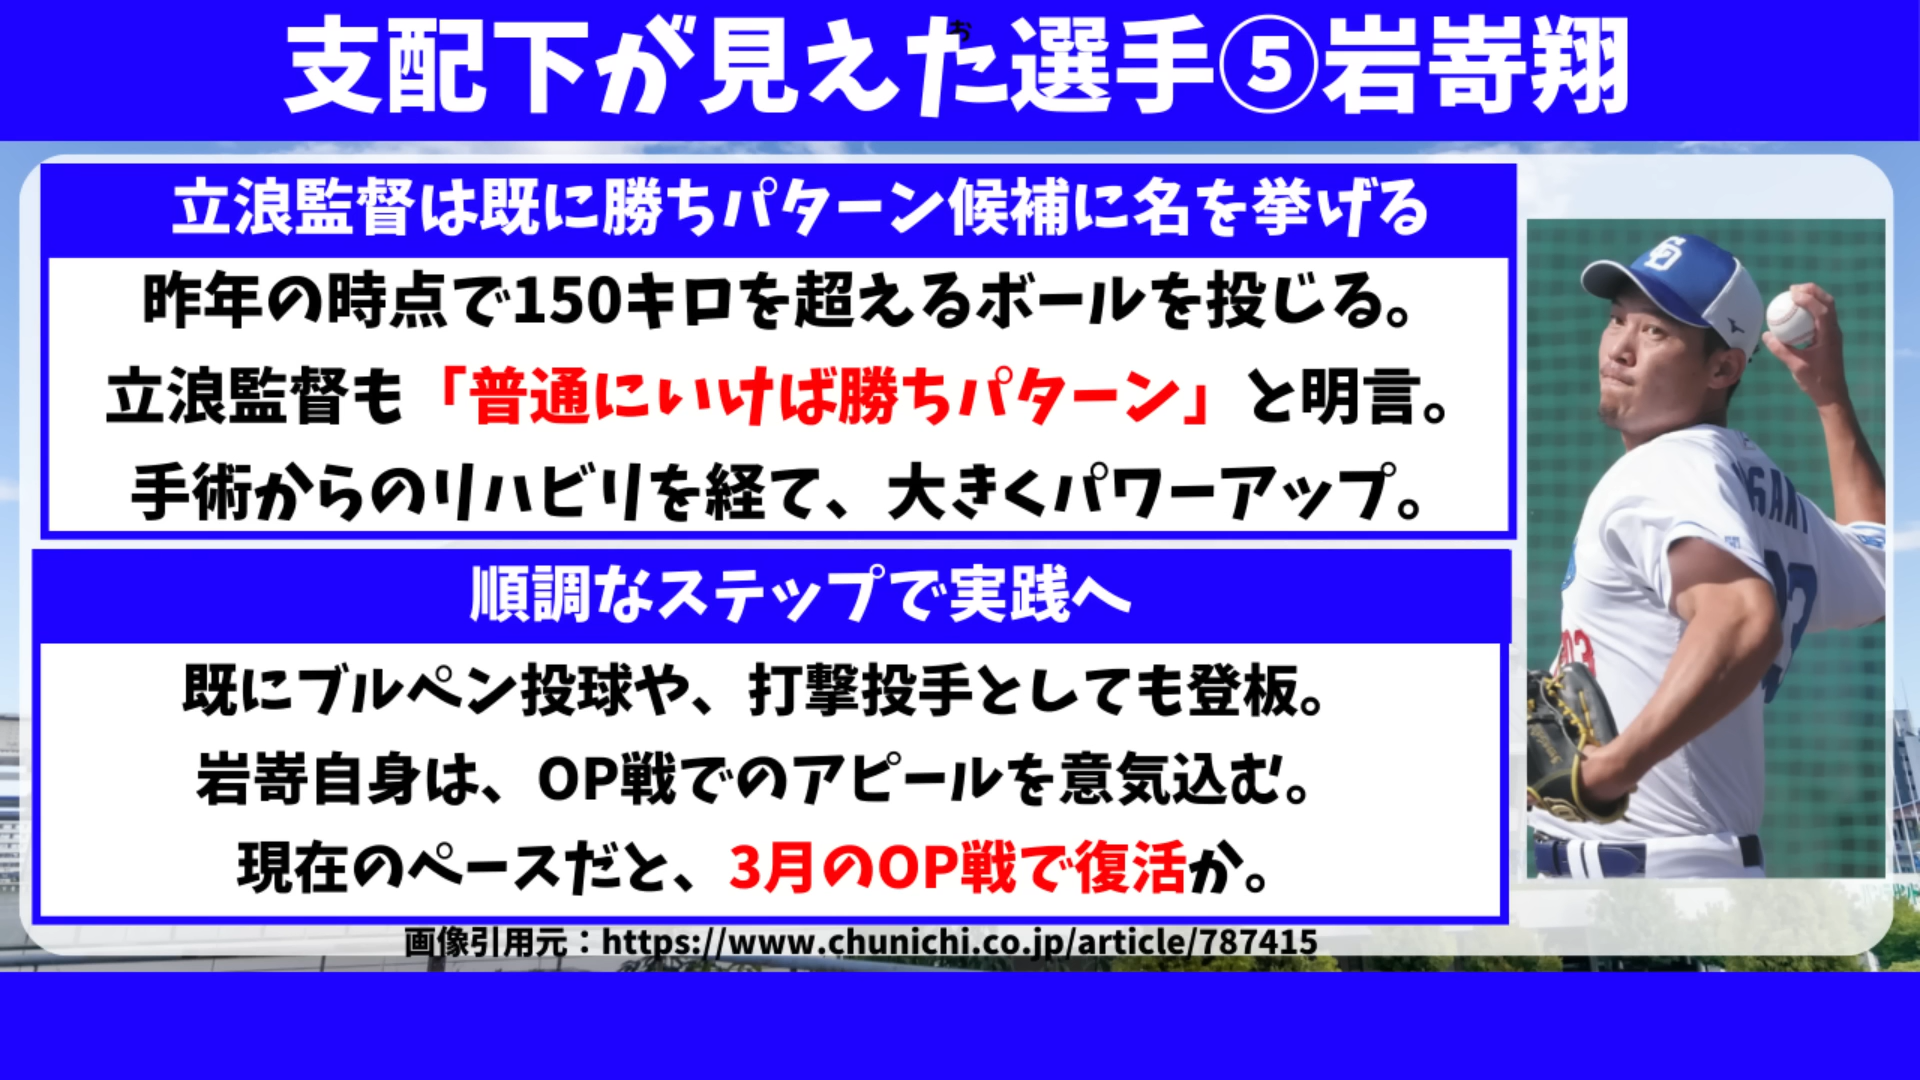 支配下が見えた選手⑤岩嵜翔
お
立浪監督は既に勝ちパターン候補に名を挙げる
昨年の時点で150キロを超えるボールを投じる。
立浪監督も「普通にいけば勝ちパターン」と明言。
手術からのリハビリを経て、大きくパワーアップ。
順調なステップで実践へ
既にブルペン投球や、打撃投手としても登板。
岩嵜自身は、OP戦でのアピールを意気込む。
現在のペースだと、3月のOP戦で復活か。
画像引用元：https://www.chunichi.co.jp/article/787415